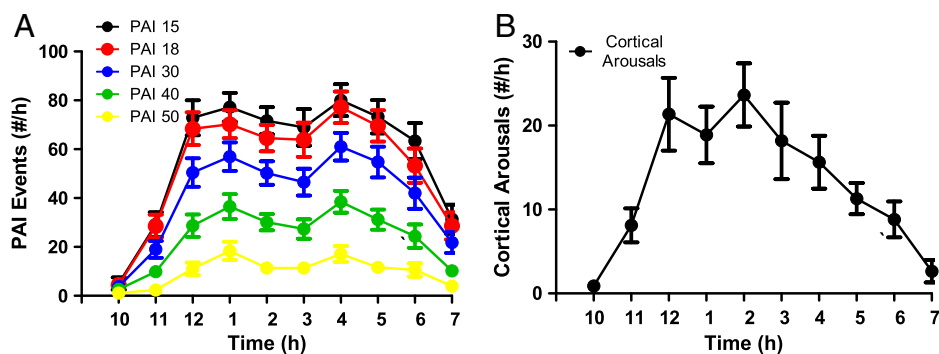 A
PAI 15
PAI 18
PAI 30
PAI 40
PAI 50
PAI Events (#/h)
100
80
60
40
20
0
10 11 12 1 2 3 4 5 6 7
Time (h)
B
Cortical
Arousals
Cortical Arousals (#/h)
30
20
10
0
10 11 12 1 2 3 4 5 6 7
Time (h)